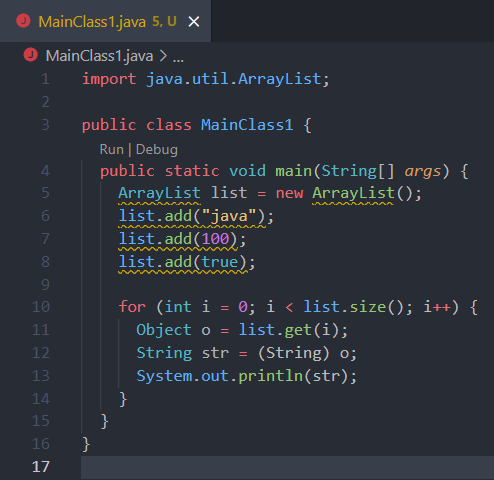 MainClass1.java 5, U
MainClass1.java > ...
1 import java.util.ArrayList;
2
3 public class MainClass1 {
Run | Debug
4 public static void main(String[] args) {
5 ArrayList list = new ArrayList();
6 list.add("java");
7 list.add(100);
8 list.add(true);
9
10 for (int i = 0; i < list.size(); i++) {
11 Object o = list.get(i);
12 String str = (String) o;
13 System.out.println(str);
14 }
15 }
16 }
17